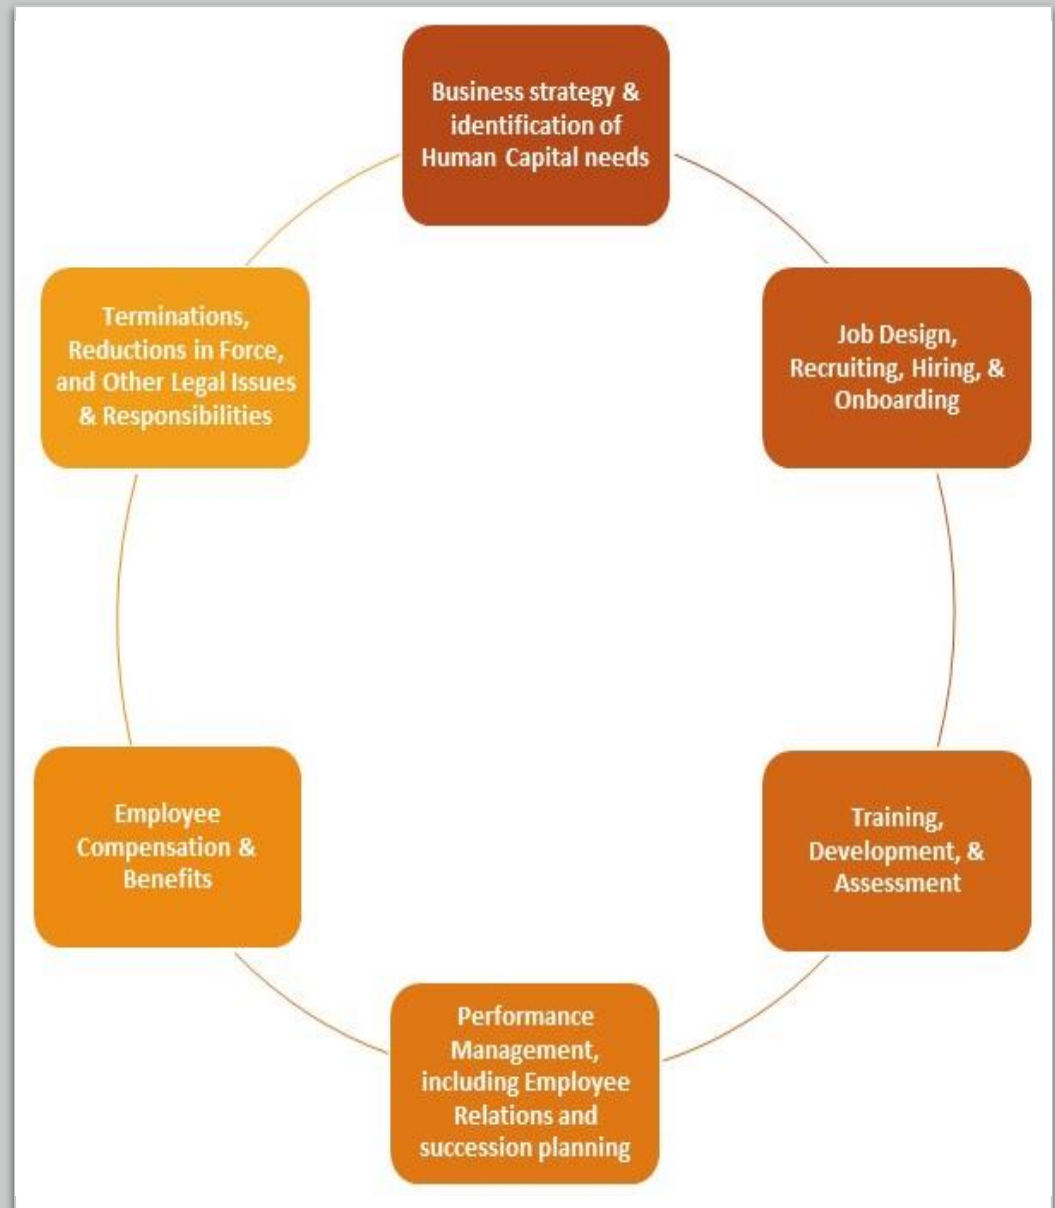 Business strategy &
identification of
Human Capital needs
Job Design,
Recruiting, Hiring, &
Onboarding
Training,
Development, &
Assessment
Performance
Management,
including Employee
Relations and
succession planning
Employee
Compensation &
Benefits
Terminations,
Reductions in Force,
and Other Legal Issues
& Responsibilities